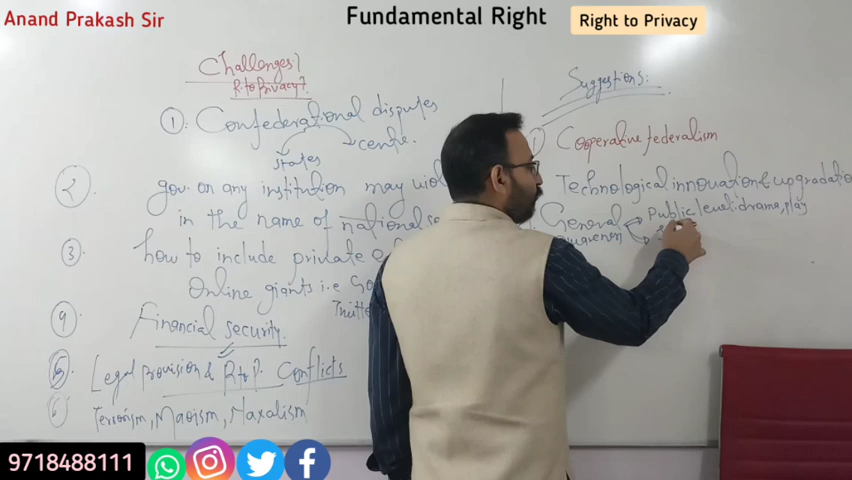 Anand Prakash Sir
Fundamental Right
Right to Privacy
Challenges!
R. to Privacy?
① Confederational disputes
states
centre.
2. gov. on any institution may
in the name of national
3. how to include private
Online giants i.e
4 Financial security.
5 Legal provision & R to P. Conflicts
6 Terrorism, Maoism, Naxalism
Suggestions:
Cooperative federalism
Technological innovation & upgradation
General
Public level: drama, play
9718488111